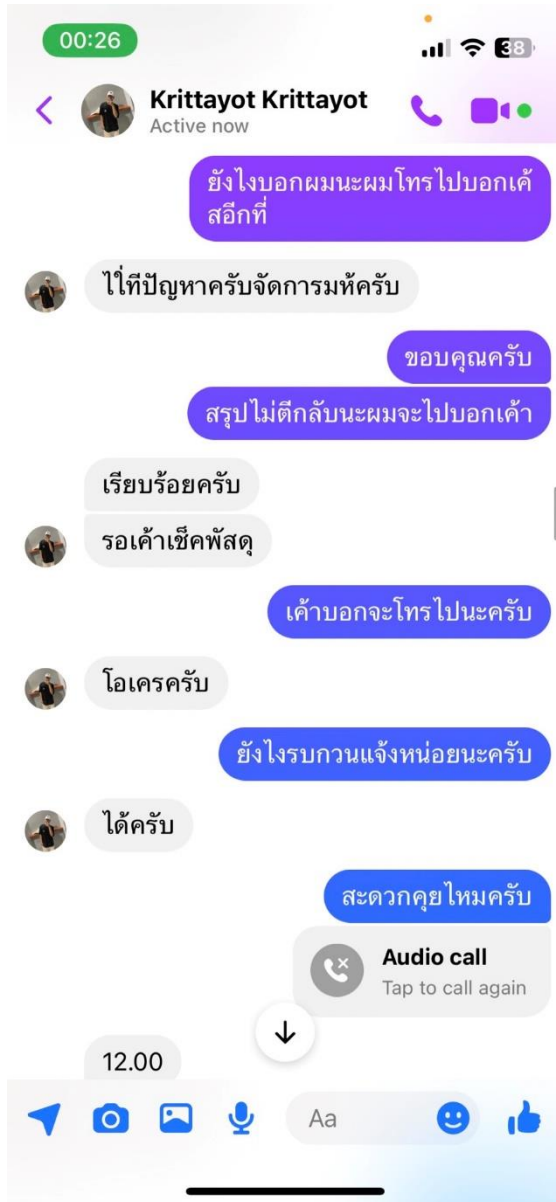 00:26
38
Krittayot Krittayot
Active now
ยังไงบอกผมนะผมโทรไปบอกเค้
สอีกที่
ไใ่ทีปัญหาครับจัดการมห้ครับ
ขอบคุณครับ
สรุปไม่ตีกลับนะผมจะไปบอกเค้า
เรียบร้อยครับ
รอเค้าเช็คพัสดุ
เค้าบอกจะโทรไปนะครับ
โอเครครับ
ยังไงรบกวนแจ้งหน่อยนะครับ
ได้ครับ
สะดวกคุยไหมครับ
Audio call
Tap to call again
12.00
Aa